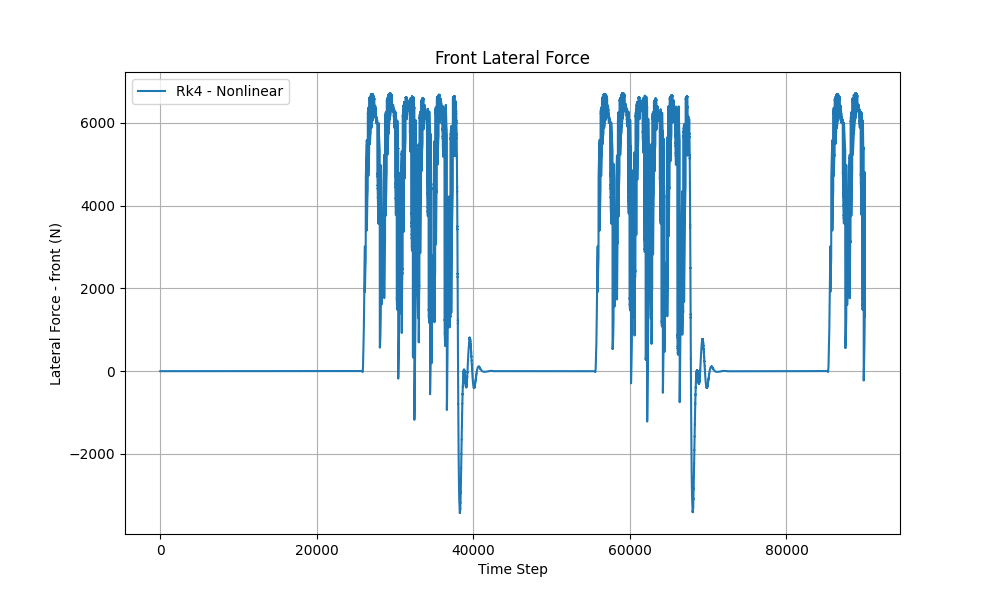 Front Lateral Force
Rk4 - Nonlinear
Lateral Force - front (N)
6000
4000
2000
0
−2000
0 20000 40000 60000 80000
Time Step